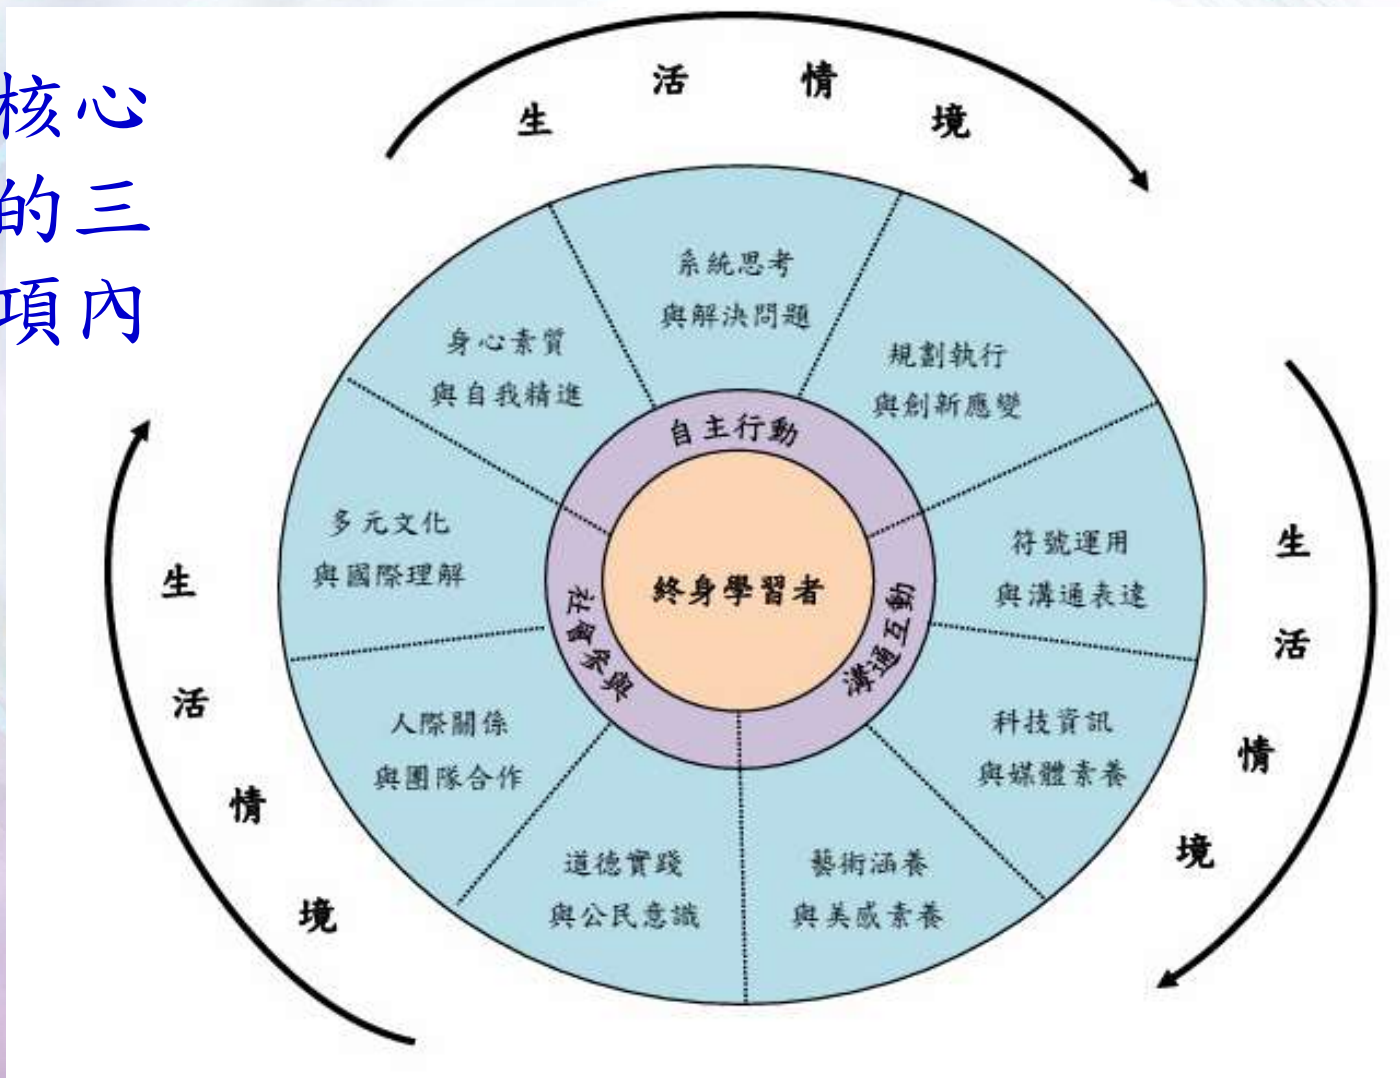 核心
的三
項內
生活情境
系統思考
與解決問題
身心素質
與自我精進
規劃執行
與創新應變
自主行動
多元文化
與國際理解
符號運用
與溝通表達
終身學習者
社會參與
溝通互動
生活情境
生活情境
人際關係
與團隊合作
科技資訊
與媒體素養
道德實踐
與公民意識
藝術涵養
與美感素養